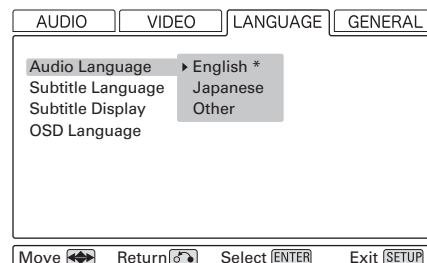 AUDIO VIDEO LANGUAGE GENERAL
Audio Language English *
Subtitle Language Japanese
Subtitle Display Other
OSD Language
Move Return Select ENTER Exit SETUP